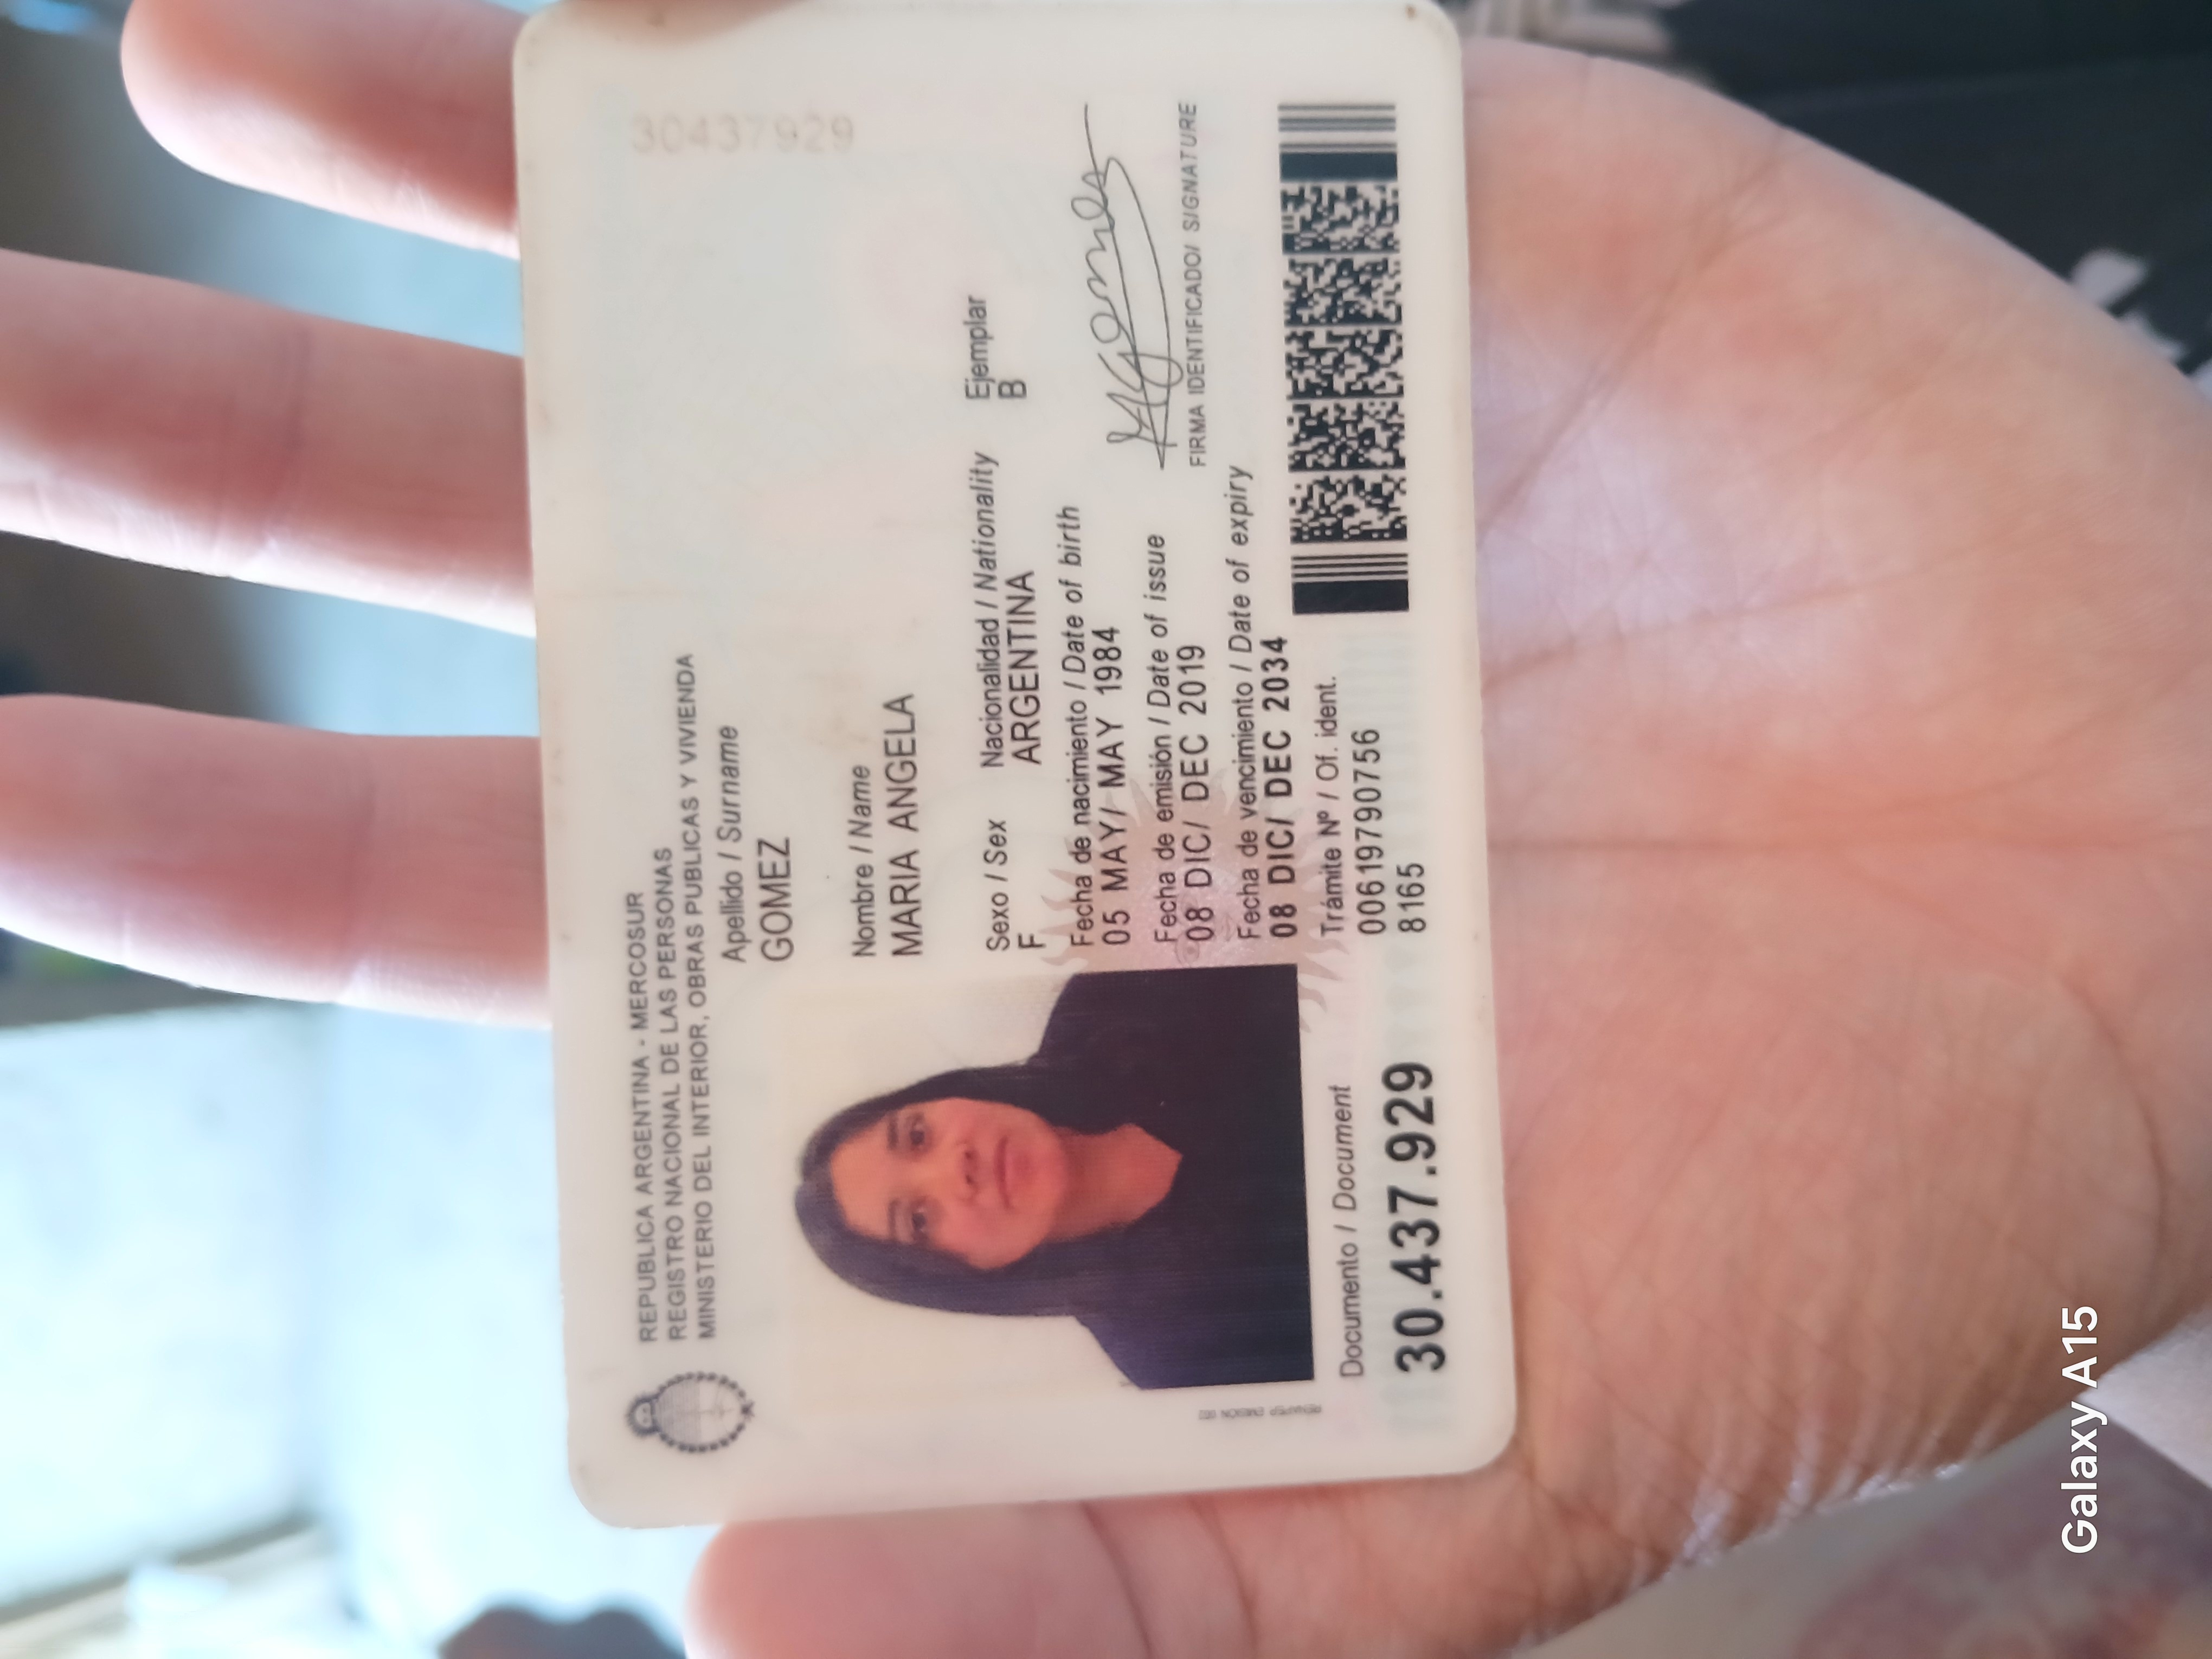 REPUBLICA ARGENTINA - MERCOSUR
REGISTRO NACIONAL DE LAS PERSONAS
MINISTERIO DEL INTERIOR, OBRAS PUBLICAS Y VIVIENDA
Apellido / Surname
GOMEZ
Nombre / Name
MARIA ANGELA
Sexo / Sex Nacionalidad / Nationality Ejemplar
F ARGENTINA B
Fecha de nacimiento / Date of birth
05 MAY/ MAY 1984
Fecha de emisión / Date of issue
08 DIC/ DEC 2019
FIRMA IDENTIFICADO/ SIGNATURE
Fecha de vencimiento / Date of expiry
08 DIC/ DEC 2034
Trámite Nº / Of. ident.
00619790756
8165
Documento / Document
30.437.929
30437929
Galaxy A15